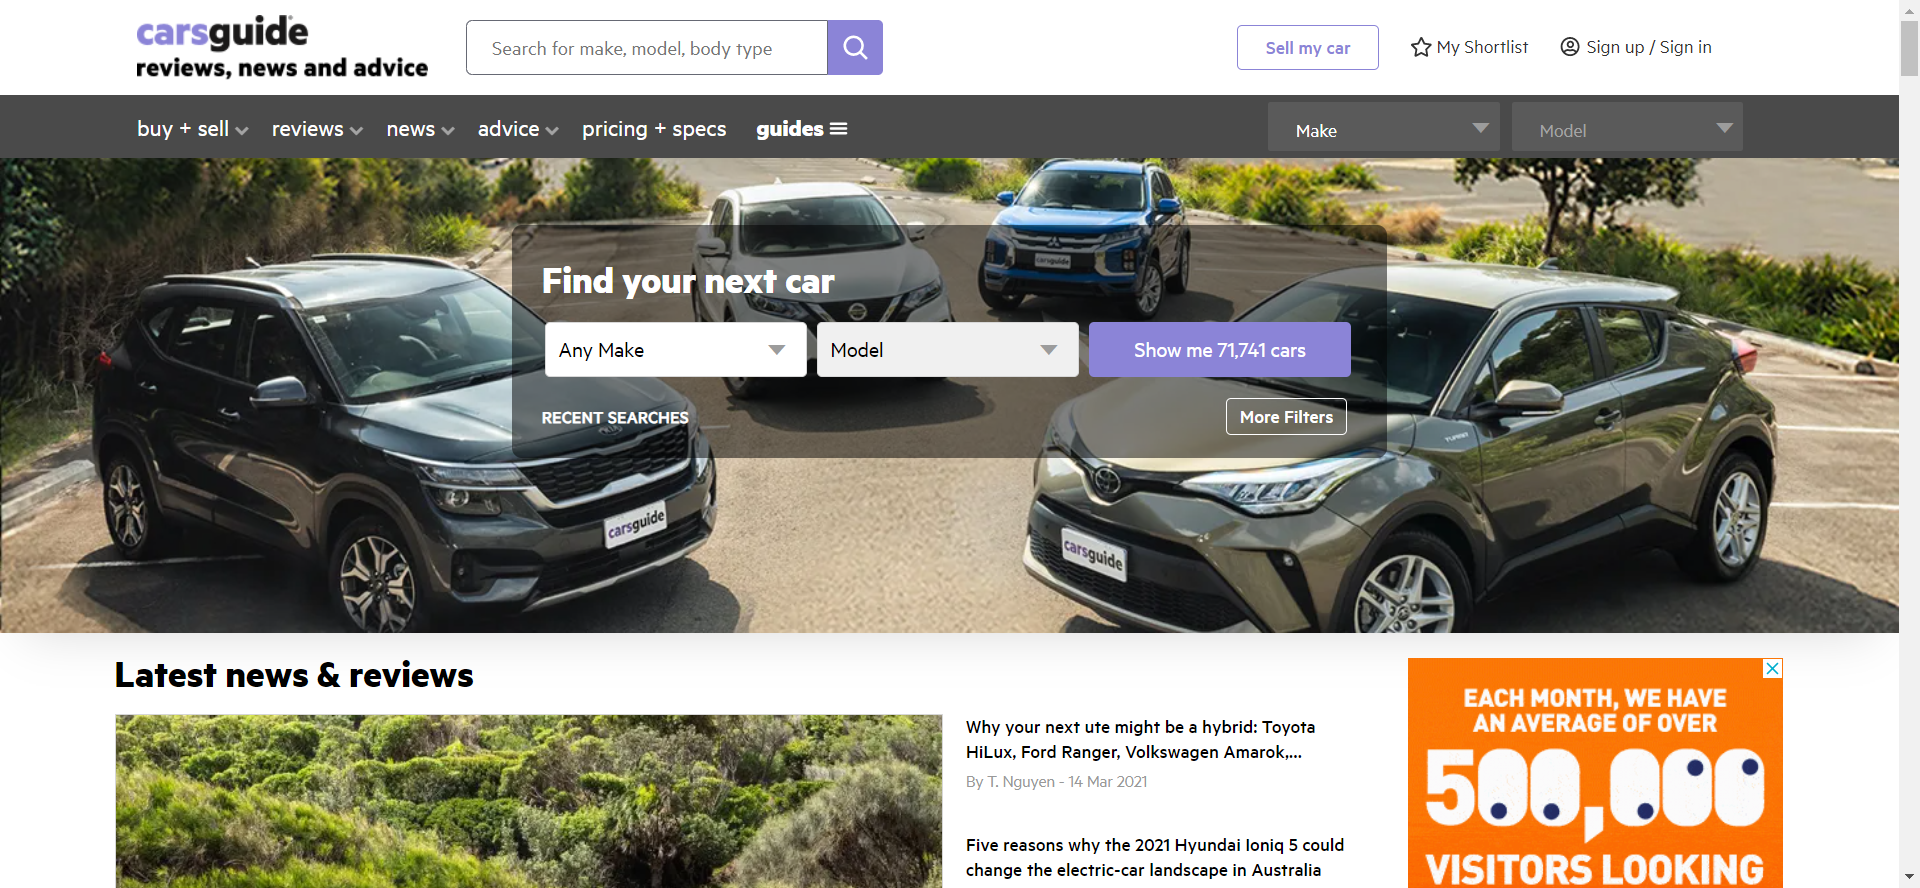 carsguide
reviews, news and advice
Search for make, model, body type
Sell my car
My Shortlist
Sign up / Sign in
buy + sell
reviews
news
advice
pricing + specs
guides
Make
Model
Find your next car
Any Make
Model
Show me 71,741 cars
RECENT SEARCHES
More Filters
carsguide
carsguide
carsguide
Latest news & reviews
Why your next ute might be a hybrid: Toyota
HiLux, Ford Ranger, Volkswagen Amarok,...
By T. Nguyen - 14 Mar 2021
Five reasons why the 2021 Hyundai Ioniq 5 could
change the electric-car landscape in Australia
EACH MONTH, WE HAVE
AN AVERAGE OF OVER
500,000
VISITORS LOOKING